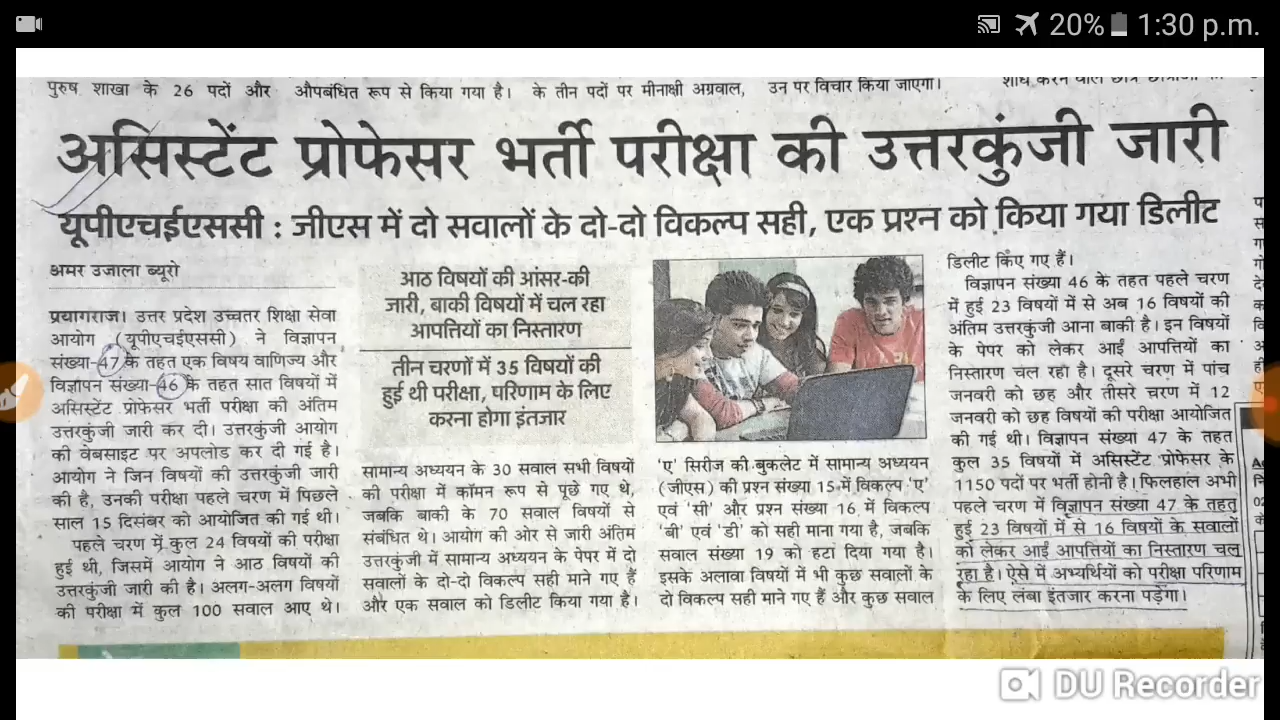 20% 1:30 p.m.
पुरुष शाखा के 26 पदों और
औपबंधित रूप से किया गया है।
के तीन पदों पर मीनाक्षी अग्रवाल,
उन पर विचार किया जाएगा।
असिस्टेंट प्रोफेसर भर्ती परीक्षा की उत्तरकुंजी जारी
यूपीएचईएससी : जीएस में दो सवालों के दो-दो विकल्प सही, एक प्रश्न को किया गया डिलीट
अमर उजाला ब्यूरो
प्रयागराज। उत्तर प्रदेश उच्चतर शिक्षा सेवा
आयोग (यूपीएचईएससी) ने विज्ञापन
संख्या-47 के तहत एक विषय वाणिज्य और
विज्ञापन संख्या-46 के तहत सात विषयों में
असिस्टेंट प्रोफेसर भर्ती परीक्षा की अंतिम
उत्तरकुंजी जारी कर दी। उत्तरकुंजी आयोग
की वेबसाइट पर अपलोड कर दी गई है।
आयोग ने जिन विषयों की उत्तरकुंजी जारी
की है, उनकी परीक्षा पहले चरण में पिछले
साल 15 दिसंबर को आयोजित की गई थी।
पहले चरण में कुल 24 विषयों की परीक्षा
हुई थी, जिसमें आयोग ने आठ विषयों की
उत्तरकुंजी जारी की है। अलग-अलग विषयों
की परीक्षा में कुल 100 सवाल आए थे।
आठ विषयों की आंसर-की
जारी, बाकी विषयों में चल रहा
आपत्तियों का निस्तारण
तीन चरणों में 35 विषयों की
हुई थी परीक्षा, परिणाम के लिए
करना होगा इंतजार
सामान्य अध्ययन के 30 सवाल सभी विषयों
की परीक्षा में कॉमन रूप से पूछे गए थे,
जबकि बाकी के 70 सवाल विषयों से
संबंधित थे। आयोग की ओर से जारी अंतिम
उत्तरकुंजी में सामान्य अध्ययन के पेपर में दो
सवालों के दो-दो विकल्प सही माने गए हैं
और एक सवाल को डिलीट किया गया है।
'ए' सिरीज की बुकलेट में सामान्य अध्ययन
(जीएस) की प्रश्न संख्या 15 में विकल्प 'ए'
एवं 'सी' और प्रश्न संख्या 16 में विकल्प
'बी' एवं 'डी' को सही माना गया है, जबकि
सवाल संख्या 19 को हटा दिया गया है।
इसके अलावा विषयों में भी कुछ सवालों के
दो विकल्प सही माने गए हैं और कुछ सवाल
डिलीट किए गए हैं।
विज्ञापन संख्या 46 के तहत पहले चरण
में हुई 23 विषयों में से अब 16 विषयों की
अंतिम उत्तरकुंजी आना बाकी है। इन विषयों
के पेपर को लेकर आईं आपत्तियों का
निस्तारण चल रहा है। दूसरे चरण में पांच
जनवरी को छह और तीसरे चरण में 12
जनवरी को छह विषयों की परीक्षा आयोजित
की गई थी। विज्ञापन संख्या 47 के तहत
कुल 35 विषयों में असिस्टेंट प्रोफेसर के
1150 पदों पर भर्ती होनी है। फिलहाल अभी
पहले चरण में विज्ञापन संख्या 47 के तहत
हुई 23 विषयों में से 16 विषयों के सवालों
को लेकर आईं आपत्तियों का निस्तारण चल
रहा है। ऐसे में अभ्यर्थियों को परीक्षा परिणाम
के लिए लंबा इंतजार करना पड़ेगा।
DU Recorder